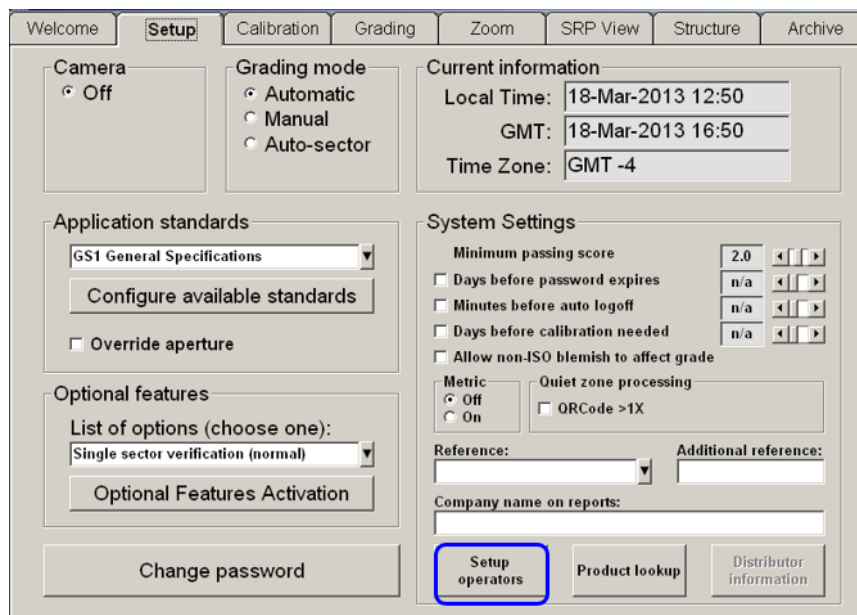 Welcome Setup Calibration Grading Zoom SRP View Structure Archive
Camera
Off
Grading mode
Automatic
Manual
Auto-sector
Current information
Local Time: 18-Mar-2013 12:50
GMT: 18-Mar-2013 16:50
Time Zone: GMT -4
Application standards
GS1 General Specifications
Configure available standards
Override aperture
Optional features
List of options (choose one):
Single sector verification (normal)
Optional Features Activation
Change password
System Settings
Minimum passing score 2.0
Days before password expires n/a
Minutes before auto logoff n/a
Days before calibration needed n/a
Allow non-ISO blemish to affect grade
Metric
Off
On
Quiet zone processing
QRCode >1X
Reference: Additional reference:
Company name on reports:
Setup
operators
Product lookup
Distributor
information